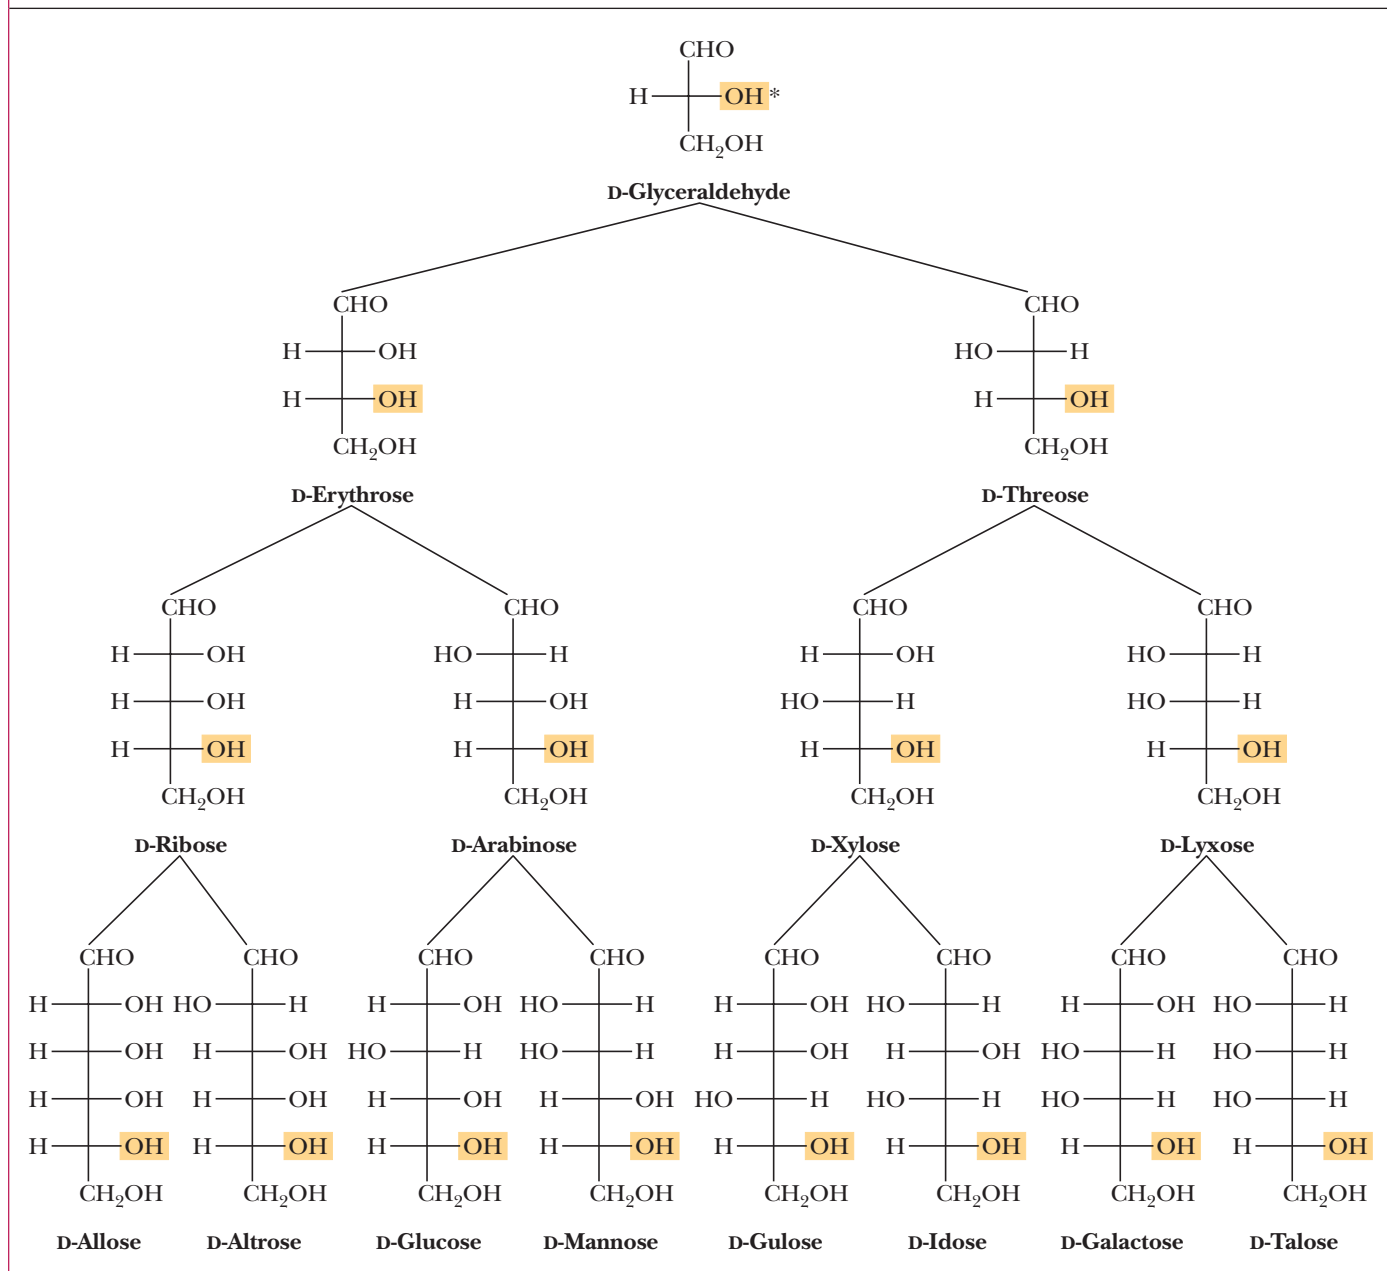 CHO
H OH *
CH₂OH
D-Glyceraldehyde
CHO CHO
H OH HO H
H OH H OH
CH₂OH CH₂OH
D-Erythrose D-Threose
CHO CHO CHO CHO
H OH HO H H OH HO H
H OH H OH HO H HO H
H OH H OH H OH H OH
CH₂OH CH₂OH CH₂OH CH₂OH
D-Ribose D-Arabinose D-Xylose D-Lyxose
CHO CHO CHO CHO CHO CHO CHO CHO
H OH HO H H OH HO H H OH HO H H OH HO H
H OH H OH HO H HO H H OH H OH HO H HO H
H OH H OH H OH H OH HO H HO H HO H HO H
H OH H OH H OH H OH H OH H OH H OH H OH
CH₂OH CH₂OH CH₂OH CH₂OH CH₂OH CH₂OH CH₂OH CH₂OH
D-Allose D-Altrose D-Glucose D-Mannose D-Gulose D-Idose D-Galactose D-Talose